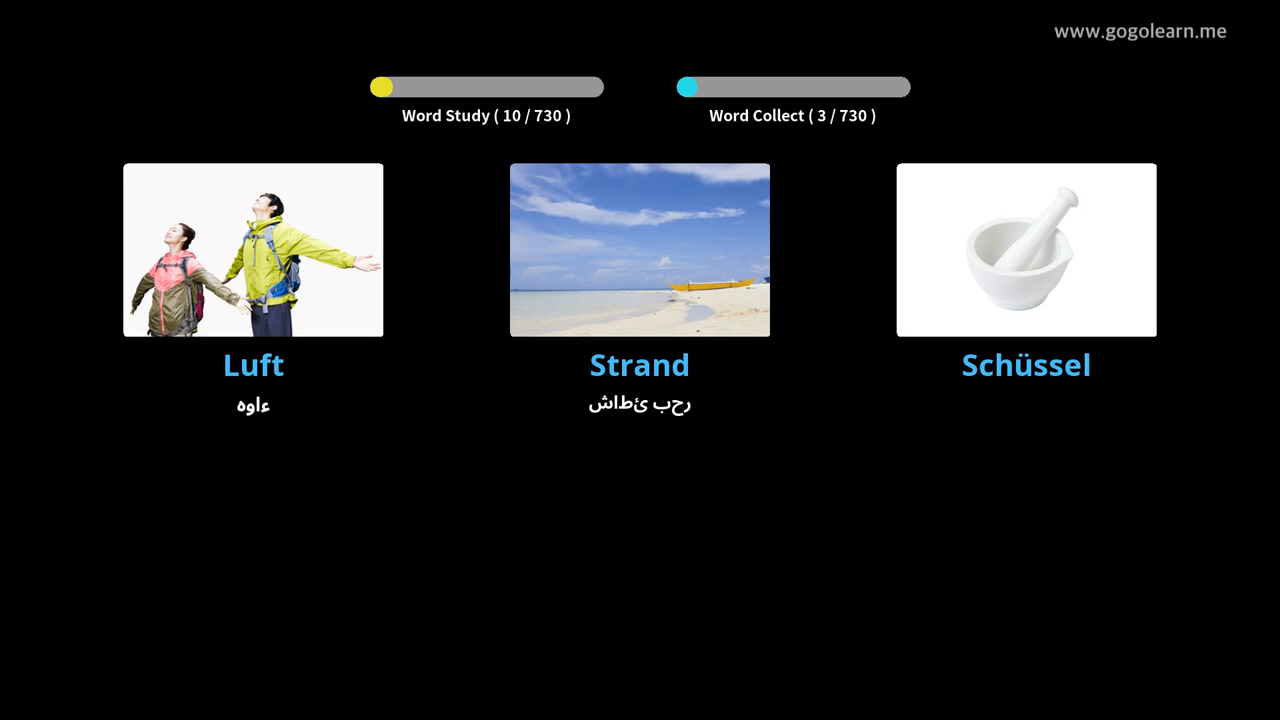 www.gogolearn.me
Word Study ( 10 / 730 )
Word Collect ( 3 / 730 )
Luft
Strand
Schüssel
ءاوه
رحب ئطاش